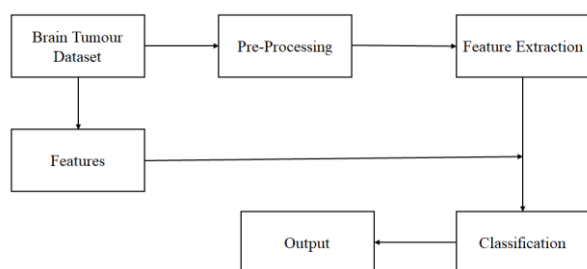 Brain Tumour
Dataset
Pre-Processing
Feature Extraction
Features
Output
Classification